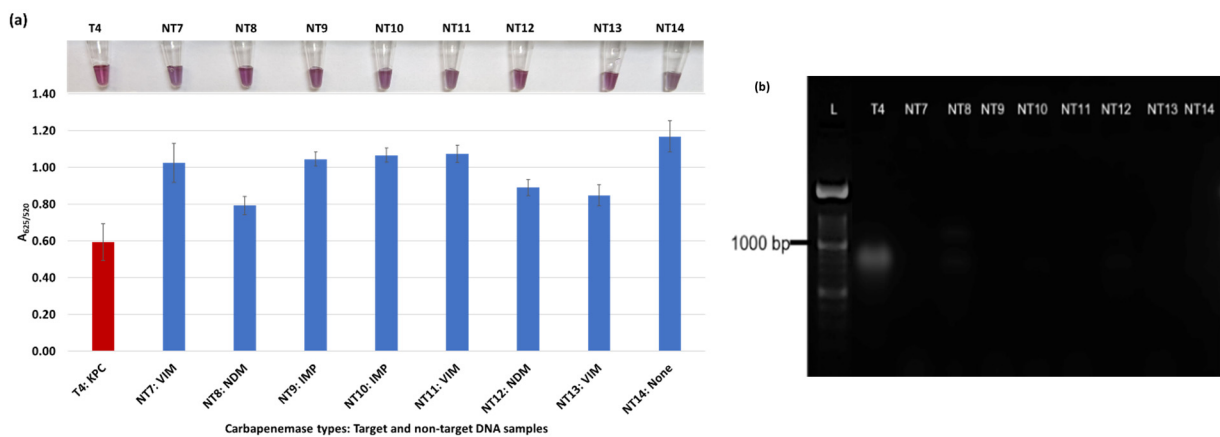 (a)
T4 NT7 NT8 NT9 NT10 NT11 NT12 NT13 NT14
1.40
1.20
1.00
0.80
0.60
0.40
0.20
0.00
A625/520
T4: KPC
NT7: VIM
NT8: NDM
NT9: IMP
NT10: IMP
NT11: VIM
NT12: NDM
NT13: VIM
NT14: None
Carbapenemase types: Target and non-target DNA samples
(b)
L T4 NT7 NT8 NT9 NT10 NT11 NT12 NT13 NT14
1000 bp